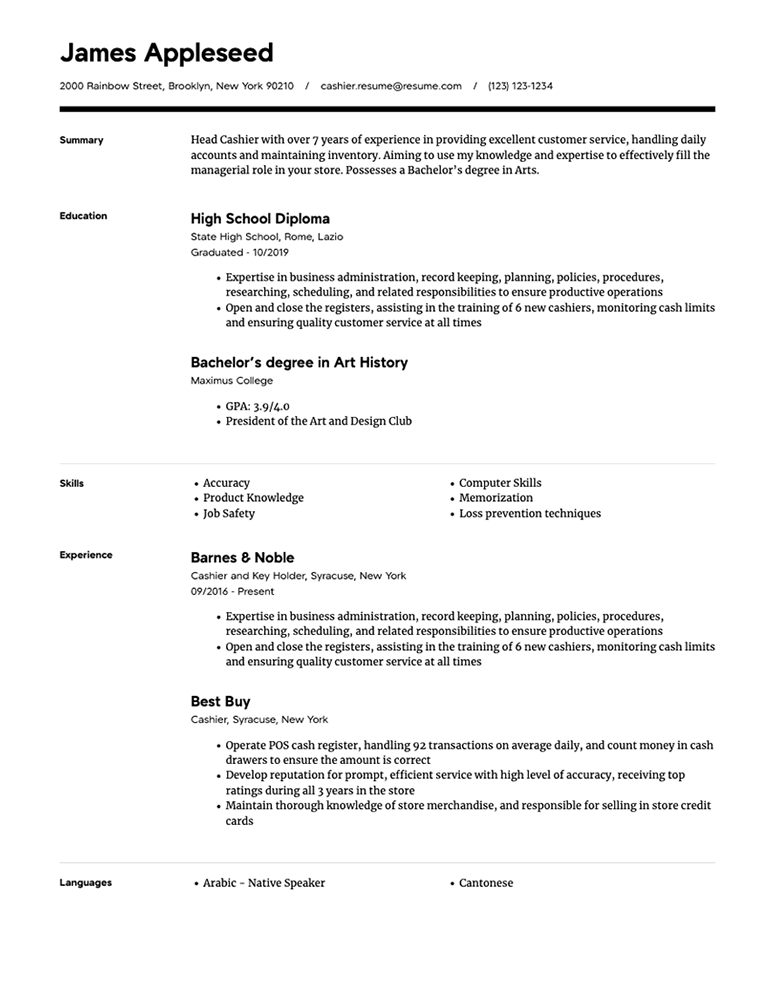 James Appleseed
2000 Rainbow Street, Brooklyn, New York 90210 / cashier.resume@resume.com / (123) 123-1234
Summary
Head Cashier with over 7 years of experience in providing excellent customer service, handling daily
accounts and maintaining inventory. Aiming to use my knowledge and expertise to effectively fill the
managerial role in your store. Possesses a Bachelor's degree in Arts.
Education
High School Diploma
State High School, Rome, Lazio
Graduated - 10/2019
• Expertise in business administration, record keeping, planning, policies, procedures,
researching, scheduling, and related responsibilities to ensure productive operations
• Open and close the registers, assisting in the training of 6 new cashiers, monitoring cash limits
and ensuring quality customer service at all times
Bachelor's degree in Art History
Maximus College
• GPA: 3.9/4.0
• President of the Art and Design Club
Skills
• Accuracy
• Product Knowledge
• Job Safety
• Computer Skills
• Memorization
• Loss prevention techniques
Experience
Barnes & Noble
Cashier and Key Holder, Syracuse, New York
09/2016 - Present
• Expertise in business administration, record keeping, planning, policies, procedures,
researching, scheduling, and related responsibilities to ensure productive operations
• Open and close the registers, assisting in the training of 6 new cashiers, monitoring cash limits
and ensuring quality customer service at all times
Best Buy
Cashier, Syracuse, New York
• Operate POS cash register, handling 92 transactions on average daily, and count money in cash
drawers to ensure the amount is correct
• Develop reputation for prompt, efficient service with high level of accuracy, receiving top
ratings during all 3 years in the store
• Maintain thorough knowledge of store merchandise, and responsible for selling in store credit
cards
Languages
• Arabic - Native Speaker
• Cantonese